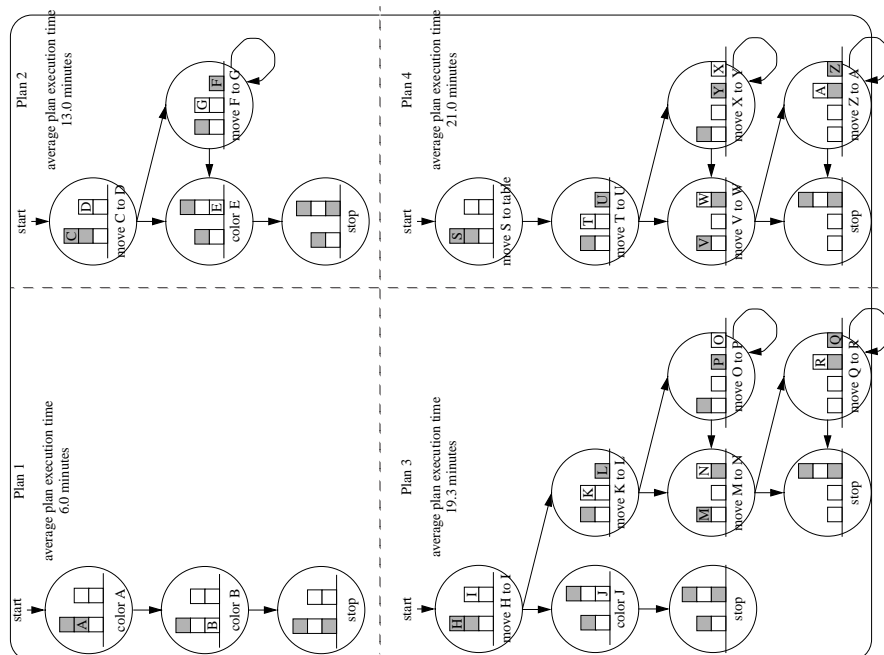 Plan 1
average plan execution time
6.0 minutes
start
A
color A
B
color B
stop
Plan 2
average plan execution time
13.0 minutes
start
C
D
move C to D
G
F
move F to G
E
color E
stop
Plan 3
average plan execution time
19.3 minutes
start
H
I
move H to I
J
color J
stop
K
L
move K to L
P
O
move O to P
M
N
move M to N
R
Q
move Q to R
stop
Plan 4
average plan execution time
21.0 minutes
start
S
move S to table
T
U
move T to U
Y
X
move X to Y
V
W
move V to W
A
Z
move Z to A
stop